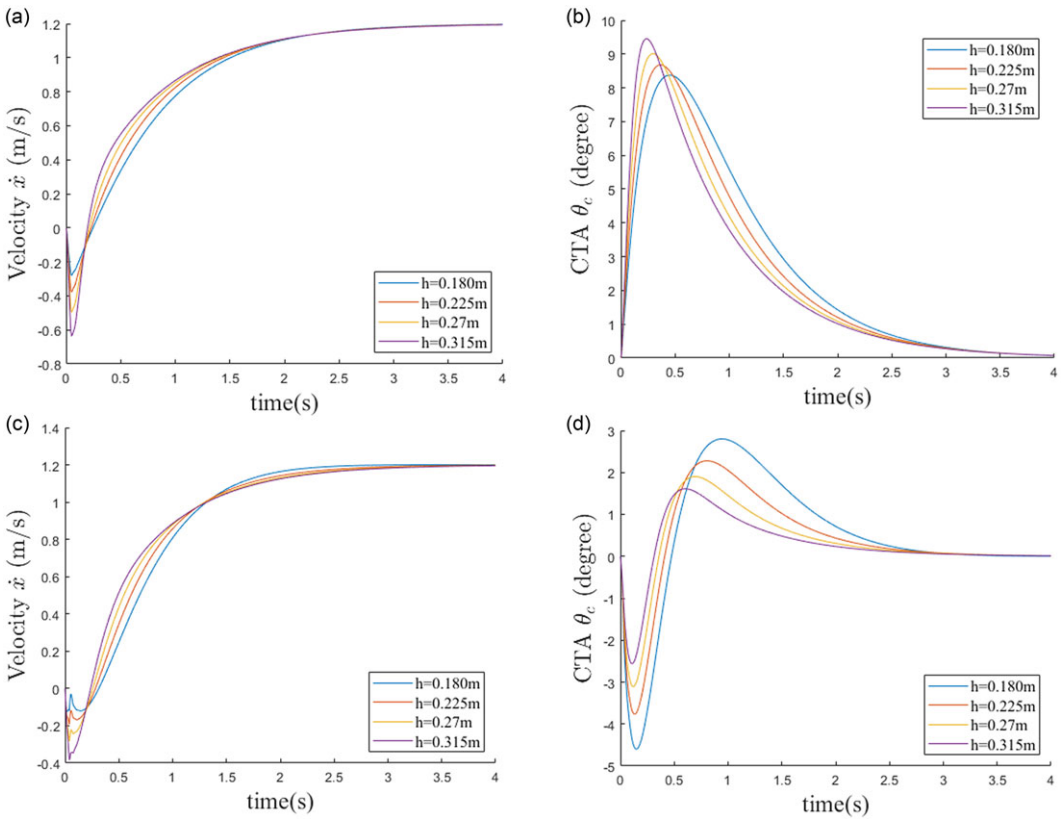 (a)
1.2
1
0.8
0.6
0.4
0.2
0
-0.2
-0.4
-0.6
-0.8
Velocity ẋ (m/s)
h=0.180m
h=0.225m
h=0.27m
h=0.315m
0 0.5 1 1.5 2 2.5 3 3.5 4
time(s)
(b)
10
9
8
7
6
5
4
3
2
1
0
CTA θc (degree)
h=0.180m
h=0.225m
h=0.27m
h=0.315m
0 0.5 1 1.5 2 2.5 3 3.5 4
time(s)
(c)
1.4
1.2
1
0.8
0.6
0.4
0.2
0
-0.2
-0.4
Velocity ẋ (m/s)
h=0.180m
h=0.225m
h=0.27m
h=0.315m
0 0.5 1 1.5 2 2.5 3 3.5 4
time(s)
(d)
3
2
1
0
-1
-2
-3
-4
-5
CTA θc (degree)
h=0.180m
h=0.225m
h=0.27m
h=0.315m
0 0.5 1 1.5 2 2.5 3 3.5 4
time(s)